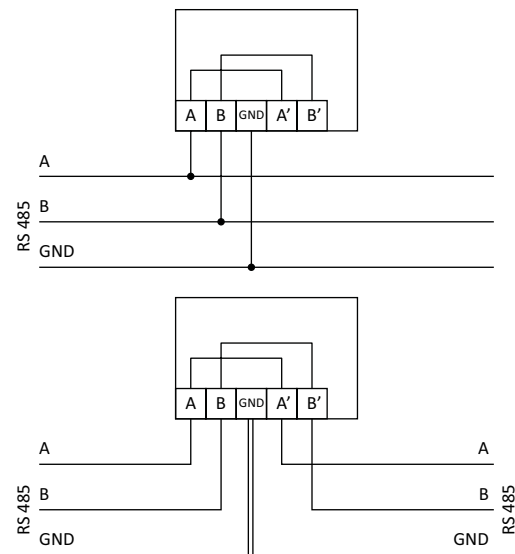 A B GND A’ B’
A
B
RS 485
GND
A B GND A’ B’
A A
B B
RS 485 RS 485
GND GND